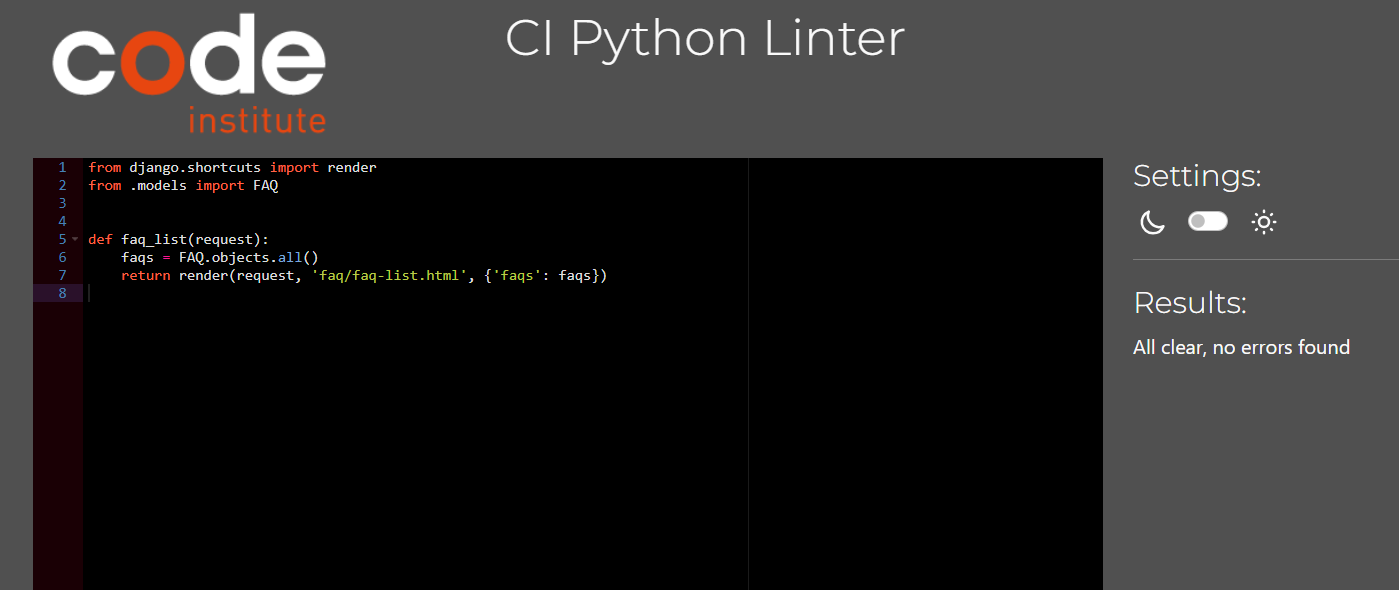 code
institute
CI Python Linter
1 from django.shortcuts import render
2 from .models import FAQ
3
4
5 def faq_list(request):
6     faqs = FAQ.objects.all()
7     return render(request, 'faq/faq-list.html', {'faqs': faqs})
8
Settings:
Results:
All clear, no errors found